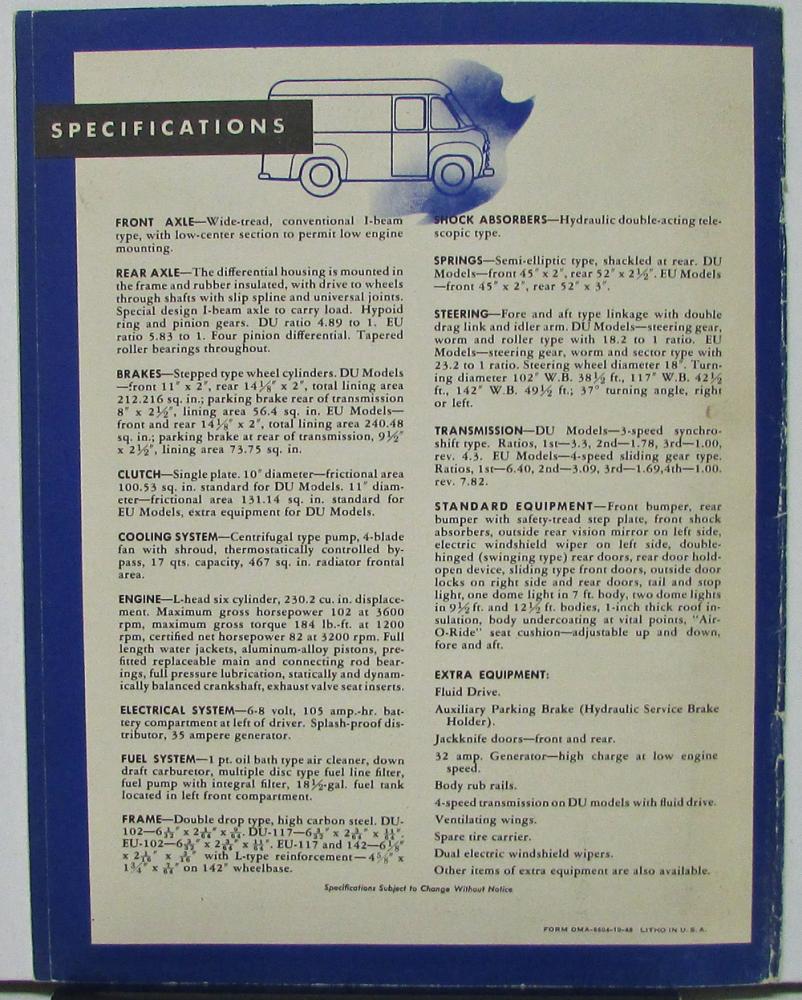 SPECIFICATIONS
FRONT AXLE—Wide-tread, conventional I-beam
type, with low-center section to permit low engine
mounting.
REAR AXLE—The differential housing is mounted in
the frame and rubber insulated, with drive to wheels
through shafts with slip spline and universal joints.
Special design I-beam axle to carry load. Hypoid
ring and pinion gears. DU ratio 4.89 to 1. EU
ratio 5.83 to 1. Four pinion differential. Tapered
roller bearings throughout.
BRAKES—Stepped type wheel cylinders. DU Models
—front 11" x 2", rear 14⅛" x 2", total lining area
212.216 sq. in.; parking brake rear of transmission
8" x 2½", lining area 56.4 sq. in. EU Models—
front and rear 14⅛" x 2", total lining area 240.48
sq. in.; parking brake at rear of transmission, 9½"
x 2½", lining area 73.75 sq. in.
CLUTCH—Single plate. 10" diameter—frictional area
100.53 sq. in. standard for DU Models. 11" diam-
eter—frictional area 131.14 sq. in. standard for
EU Models, extra equipment for DU Models.
COOLING SYSTEM—Centrifugal type pump, 4-blade
fan with shroud, thermostatically controlled by-
pass, 17 qts. capacity, 467 sq. in. radiator frontal
area.
ENGINE—L-head six cylinder, 230.2 cu. in. displace-
ment. Maximum gross horsepower 102 at 3600
rpm, maximum gross torque 184 lb.-ft. at 1200
rpm, certified net horsepower 82 at 3200 rpm. Full
length water jackets, aluminum-alloy pistons, pre-
fitted replaceable main and connecting rod bear-
ings, full pressure lubrication, statically and dynam-
ically balanced crankshaft, exhaust valve seat inserts.
ELECTRICAL SYSTEM—6-8 volt, 105 amp.-hr. bat-
tery compartment at left of driver. Splash-proof dis-
tributor, 35 ampere generator.
FUEL SYSTEM—1 pt. oil bath type air cleaner, down
draft carburetor, multiple disc type fuel line filter,
fuel pump with integral filter, 18½-gal. fuel tank
located in left front compartment.
FRAME—Double drop type, high carbon steel. DU-
102— DU-117—
EU-102— EU-117 and 142—6⅛"
x with L-type reinforcement—4⅝" x
1¾" x on 142" wheelbase.
SHOCK ABSORBERS—Hydraulic double-acting tele-
scopic type.
SPRINGS—Semi-elliptic type, shackled at rear. DU
Models—front 45" x 2", rear 52" x 2½". EU Models
—front 45" x 2", rear 52" x 3".
STEERING—Fore and aft type linkage with double
drag link and idler arm. DU Models—steering gear,
worm and roller type with 18.2 to 1 ratio. EU
Models—steering gear, worm and sector type with
23.2 to 1 ratio. Steering wheel diameter 18". Turn-
ing diameter 102" W.B. 38½ ft., 117" W.B. 42½
ft., 142" W.B. 49½ ft.; 37° turning angle, right
or left.
TRANSMISSION—DU Models—3-speed synchro-
shift type. Ratios, 1st—3.3, 2nd—1.78, 3rd—1.00,
rev. 4.3. EU Models—4-speed sliding gear type.
Ratios, 1st—6.40, 2nd—3.09, 3rd—1.69,4th—1.00.
rev. 7.82.
STANDARD EQUIPMENT—Front bumper, rear
bumper with safety-tread step plate, front shock
absorbers, outside rear vision mirror on left side,
electric windshield wiper on left side, double-
hinged (swinging type) rear doors, rear door hold-
open device, sliding type front doors, outside door
locks on right side and rear doors, tail and stop
light, one dome light in 7 ft. body, two dome lights
in 9½ ft. and 12½ ft. bodies, 1-inch thick roof in-
sulation, body undercoating at vital points, "Air-
O-Ride" seat cushion—adjustable up and down,
fore and aft.
EXTRA EQUIPMENT:
Fluid Drive.
Auxiliary Parking Brake (Hydraulic Service Brake
Holder).
Jackknife doors—front and rear.
32 amp. Generator—high charge at low engine
speed.
Body rub rails.
4-speed transmission on DU models with fluid drive.
Ventilating wings.
Spare tire carrier.
Dual electric windshield wipers.
Other items of extra equipment are also available.
Specifications Subject to Change Without Notice
FORM DMA-6604-10-48 LITHO IN U. S. A.